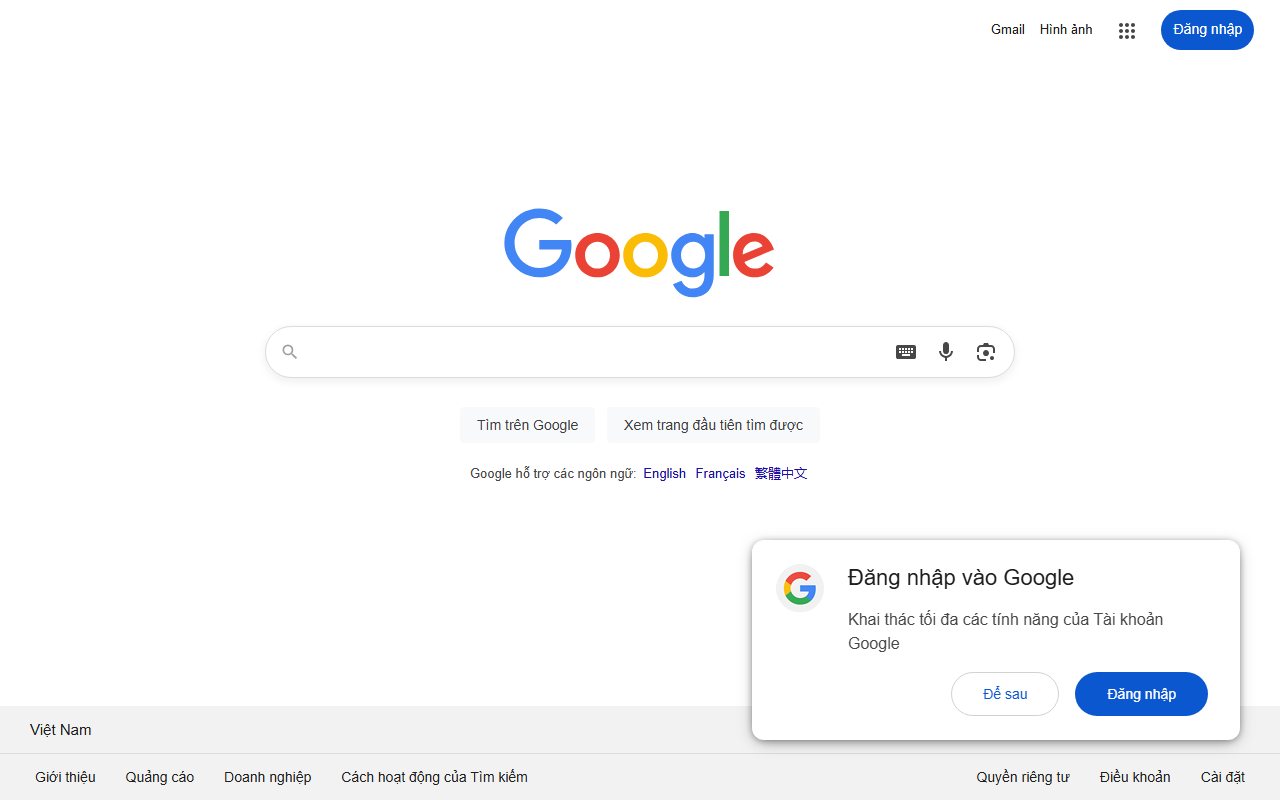 Gmail Hình ảnh Đăng nhập
Google
Tìm trên Google Xem trang đầu tiên tìm được
Google hỗ trợ các ngôn ngữ: English Français 繁體中文
Đăng nhập vào Google
Khai thác tối đa các tính năng của Tài khoản
Google
Để sau Đăng nhập
Việt Nam
Giới thiệu Quảng cáo Doanh nghiệp Cách hoạt động của Tìm kiếm Quyền riêng tư Điều khoản Cài đặt